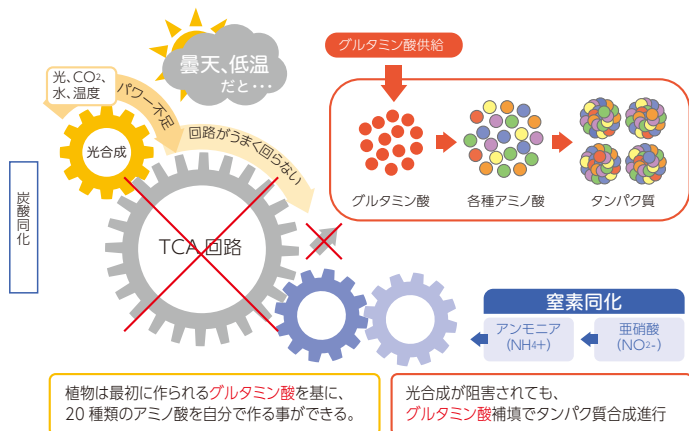 曇天、低温
だと・・・
光、CO2、
水、温度
パワー不足
回路がうまく回らない
光合成
炭酸同化
TCA 回路
グルタミン酸供給
グルタミン酸
各種アミノ酸
タンパク質
窒素同化
アンモニア
(NH4+)
亜硝酸
(NO2-)
植物は最初に作られるグルタミン酸を基に、
20 種類のアミノ酸を自分で作る事ができる。
光合成が阻害されても、
グルタミン酸補填でタンパク質合成進行